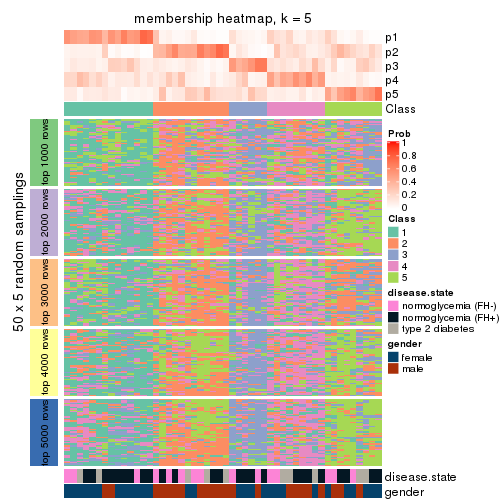 membership heatmap, k = 5
p1
p2
p3
p4
p5
Class
50 x 5 random samplings
top 1000 rows
top 2000 rows
top 3000 rows
top 4000 rows
top 5000 rows
disease.state
gender
Prob
1
0.8
0.6
0.4
0.2
0
Class
1
2
3
4
5
disease.state
normoglycemia (FH-)
normoglycemia (FH+)
type 2 diabetes
gender
female
male